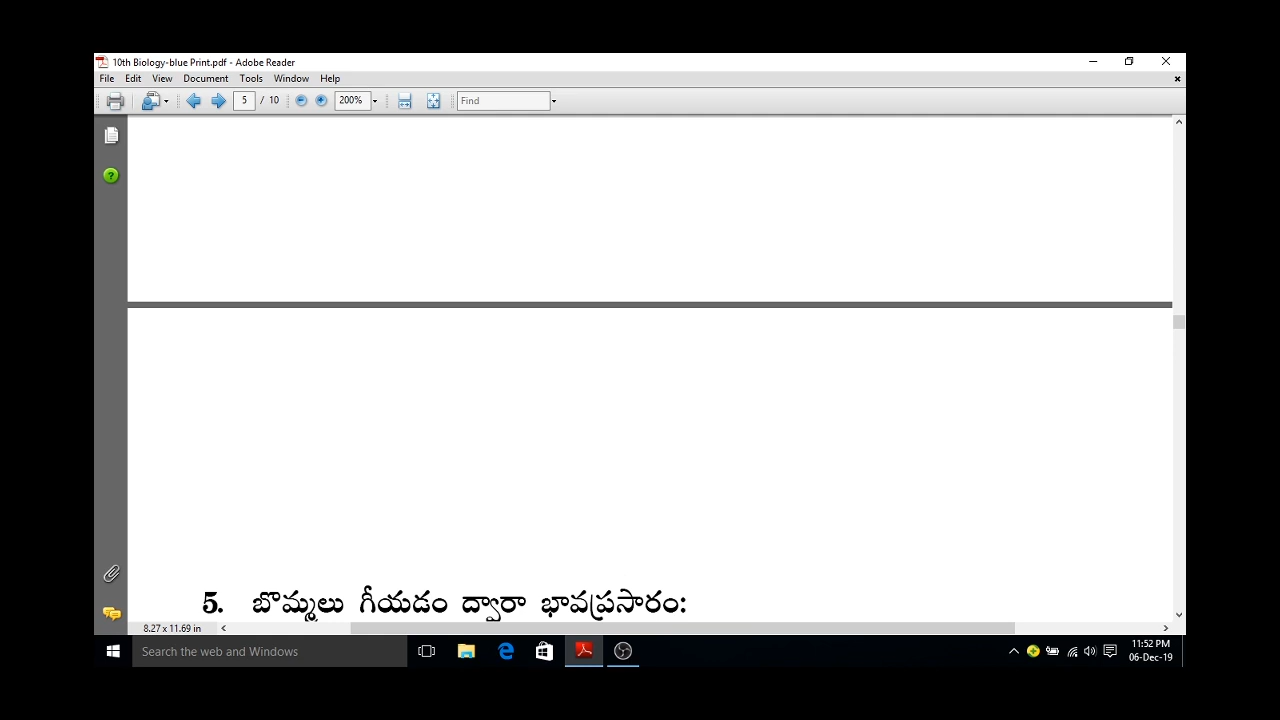 10th Biology-blue Print.pdf - Adobe Reader
File Edit View Document Tools Window Help
5 / 10 200% Find
5. బొమ్మలు గీయడం ద్వారా భావప్రసారం:
8.27 x 11.69 in
Search the web and Windows
11:52 PM
06-Dec-19